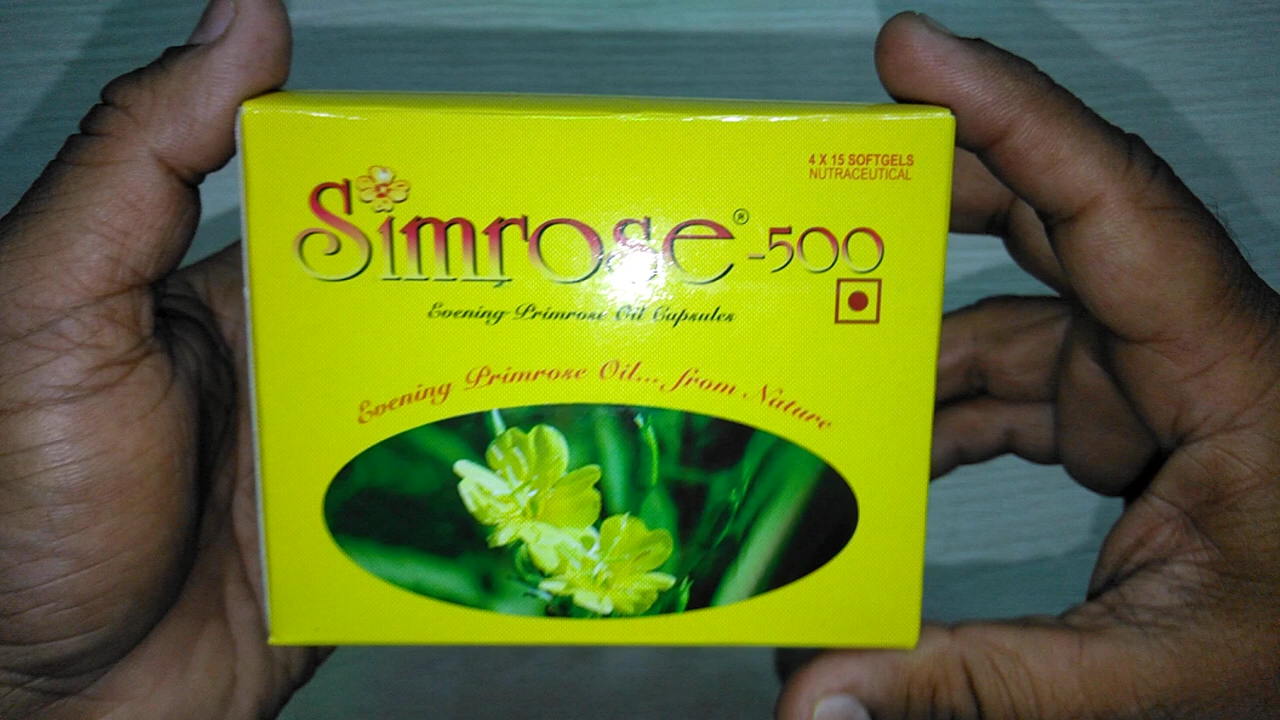 4 X 15 SOFTGELS
NUTRACEUTICAL
Simrose®-500
Evening Primrose Oil Capsules
Evening Primrose Oil... from Nature